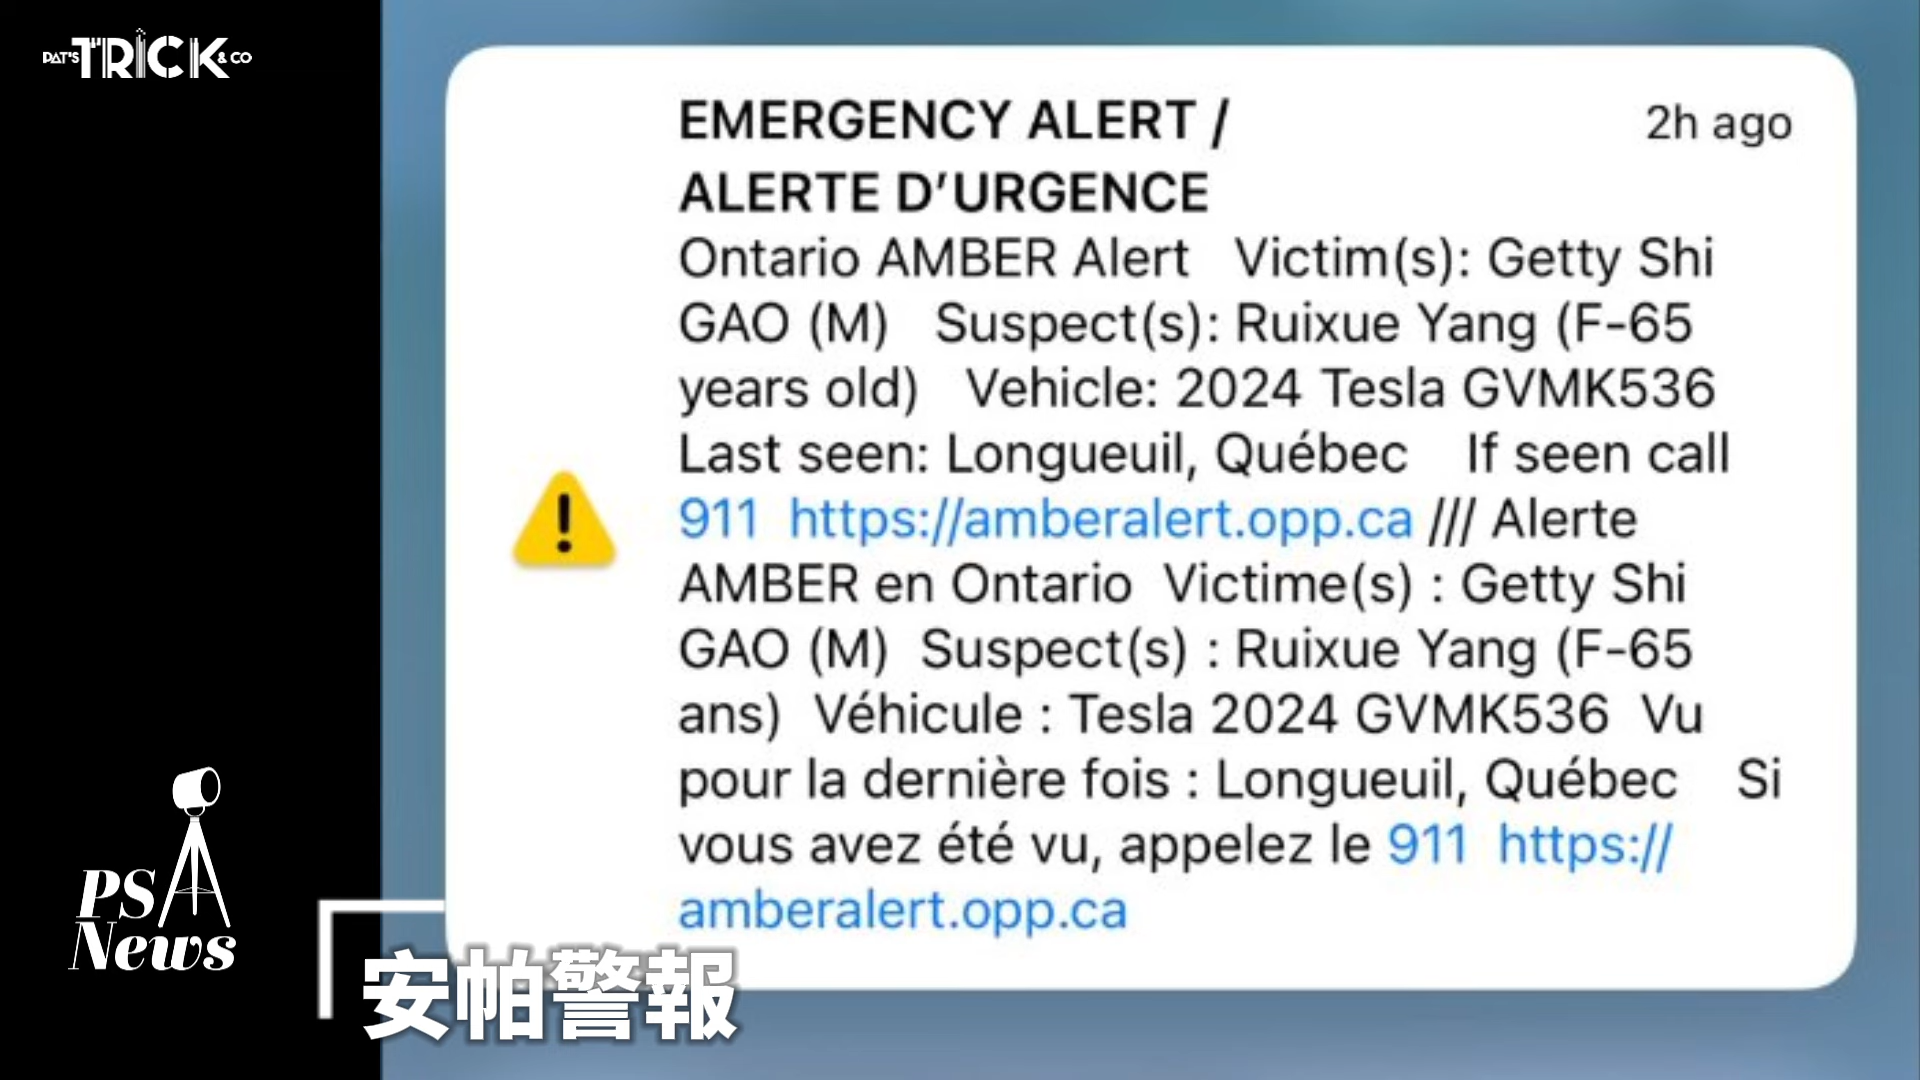 PAT'S TRICK & CO
EMERGENCY ALERT /
2h ago
ALERTE D'URGENCE
Ontario AMBER Alert Victim(s): Getty Shi
GAO (M) Suspect(s): Ruixue Yang (F-65
years old) Vehicle: 2024 Tesla GVMK536
Last seen: Longueuil, Québec If seen call
911 https://amberalert.opp.ca /// Alerte
AMBER en Ontario Victime(s) : Getty Shi
GAO (M) Suspect(s) : Ruixue Yang (F-65
ans) Véhicule : Tesla 2024 GVMK536 Vu
pour la dernière fois : Longueuil, Québec Si
vous avez été vu, appelez le 911 https://
amberalert.opp.ca
PS
News
安帕警報